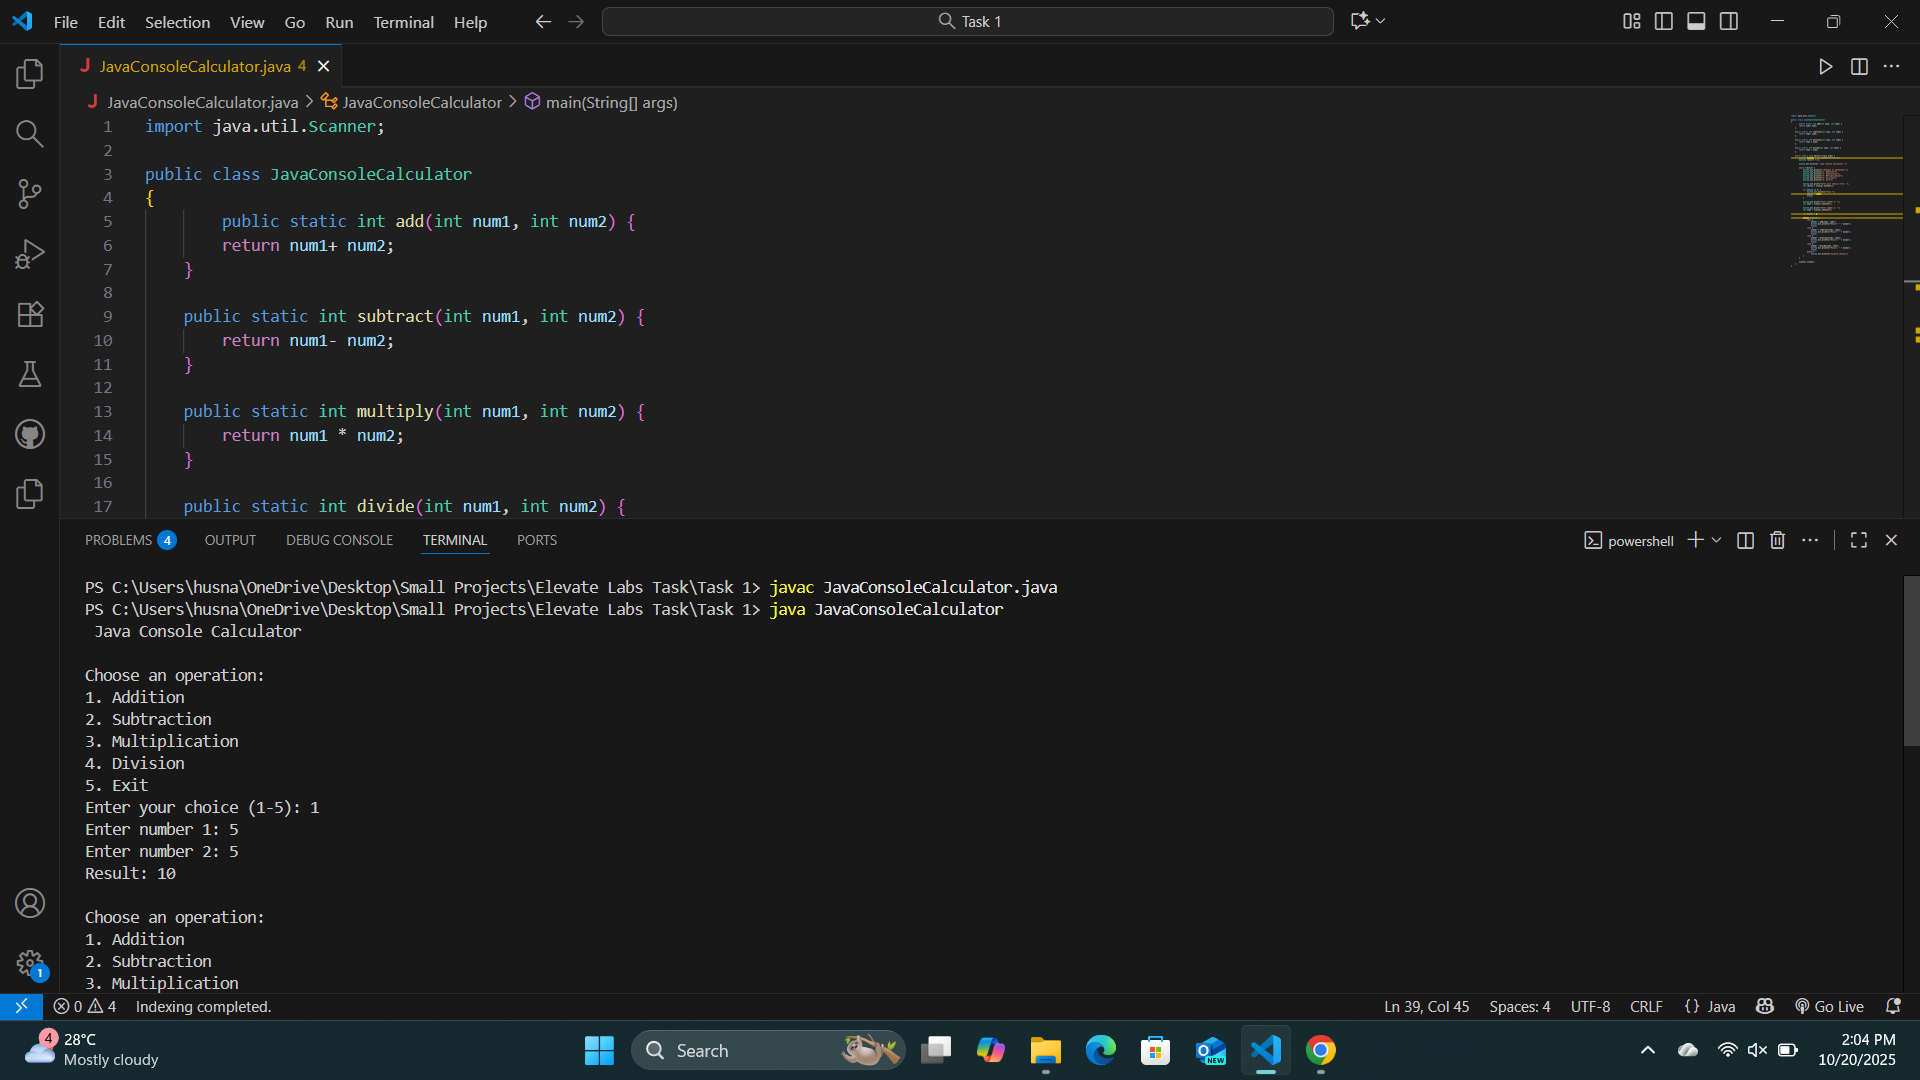 File Edit Selection View Go Run Terminal Help
Task 1
J JavaConsoleCalculator.java 4
J JavaConsoleCalculator.java > JavaConsoleCalculator > main(String[] args)
1 import java.util.Scanner;
2
3 public class JavaConsoleCalculator
4 {
5 public static int add(int num1, int num2) {
6 return num1+ num2;
7 }
8
9 public static int subtract(int num1, int num2) {
10 return num1- num2;
11 }
12
13 public static int multiply(int num1, int num2) {
14 return num1 * num2;
15 }
16
17 public static int divide(int num1, int num2) {
PROBLEMS 4 OUTPUT DEBUG CONSOLE TERMINAL PORTS
powershell
PS C:\Users\husna\OneDrive\Desktop\Small Projects\Elevate Labs Task\Task 1> javac JavaConsoleCalculator.java
PS C:\Users\husna\OneDrive\Desktop\Small Projects\Elevate Labs Task\Task 1> java JavaConsoleCalculator
Java Console Calculator
Choose an operation:
1. Addition
2. Subtraction
3. Multiplication
4. Division
5. Exit
Enter your choice (1-5): 1
Enter number 1: 5
Enter number 2: 5
Result: 10
Choose an operation:
1. Addition
2. Subtraction
3. Multiplication
1
0 4 Indexing completed.
Ln 39, Col 45 Spaces: 4 UTF-8 CRLF {} Java Go Live
4 28°C
Mostly cloudy
Search
NEW
2:04 PM
10/20/2025